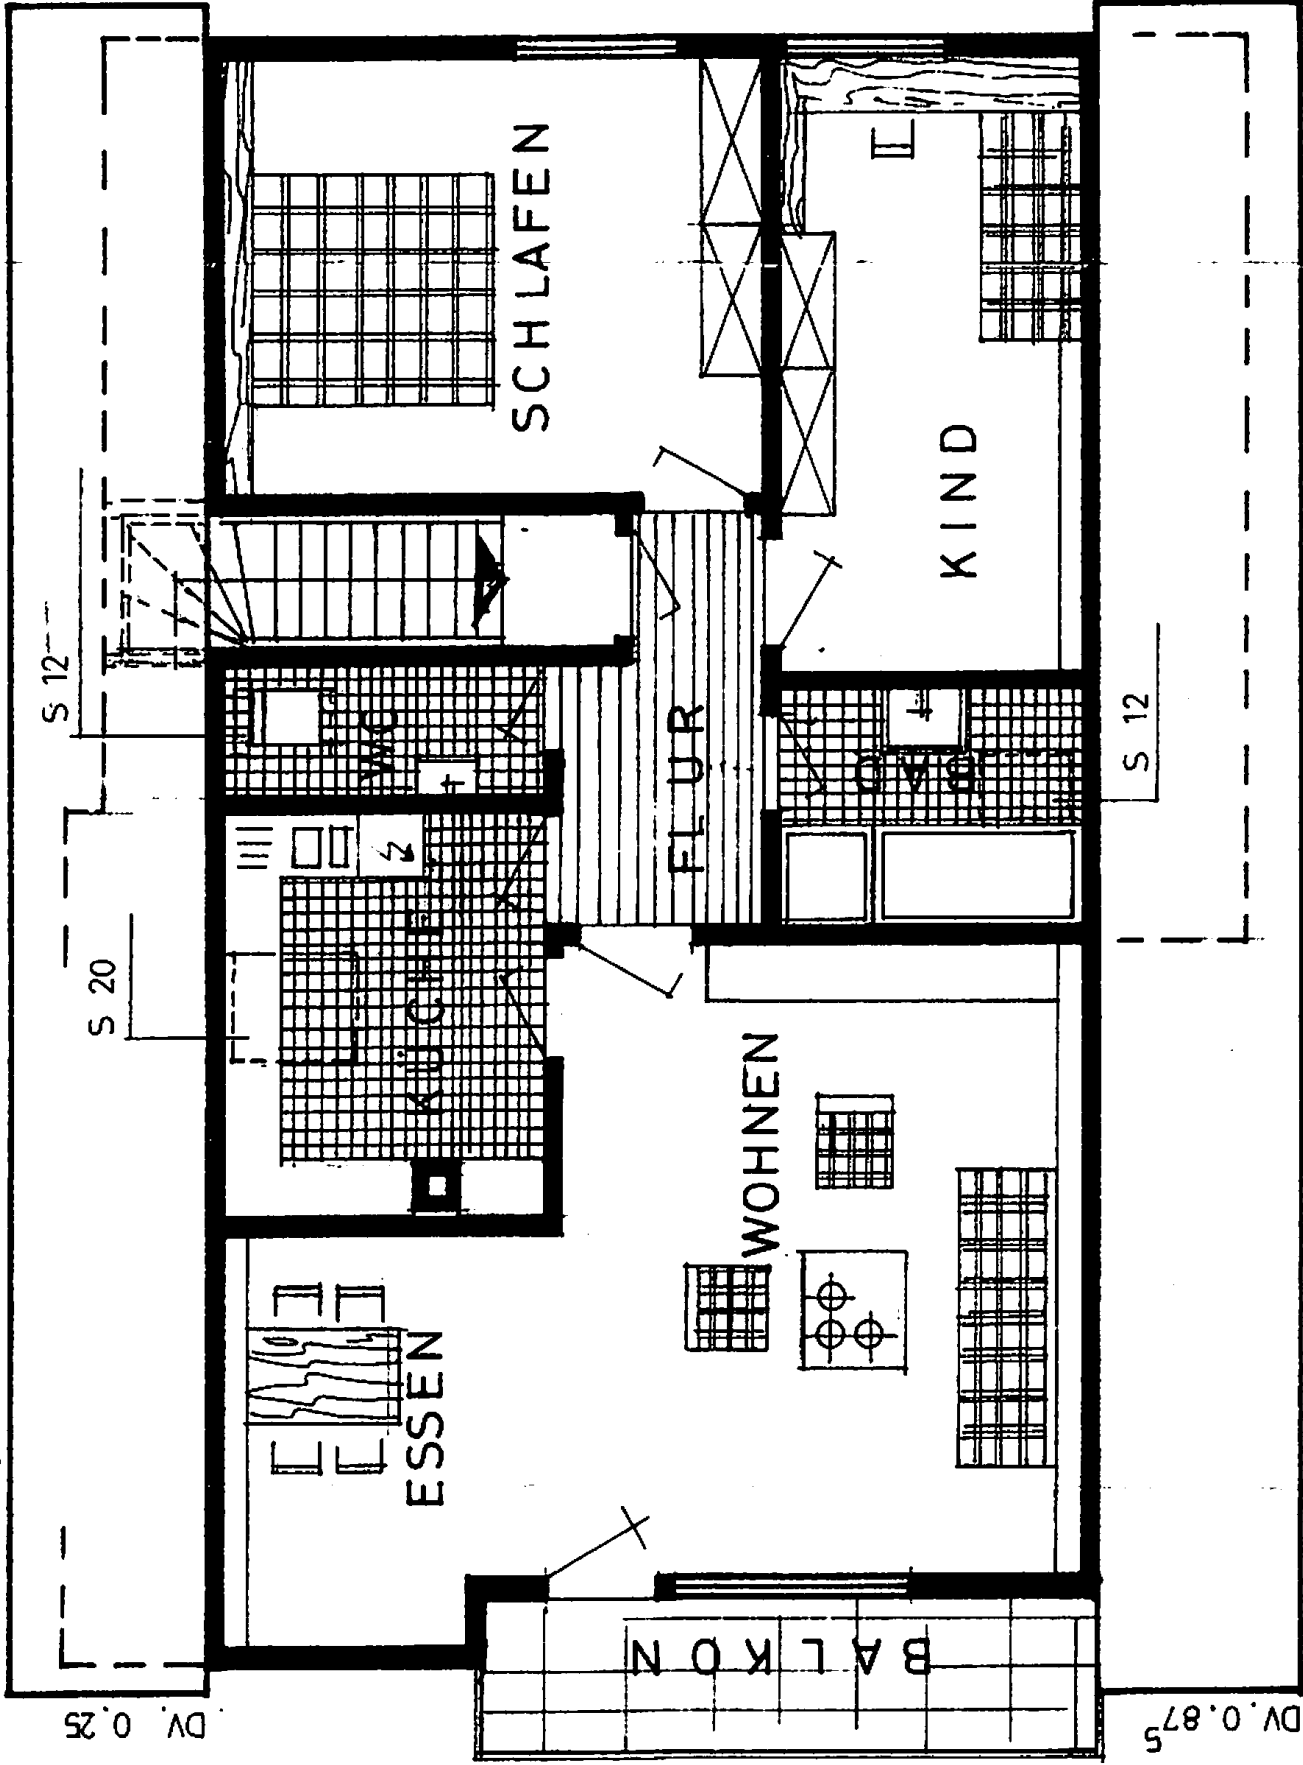 SCHLAFEN
KIND
S 12
WC
FLUR
BAD
S 12
S 20
KÜCHE
WOHNEN
ESSEN
BALKON
DV. 0.25
DV. 0.87⁵